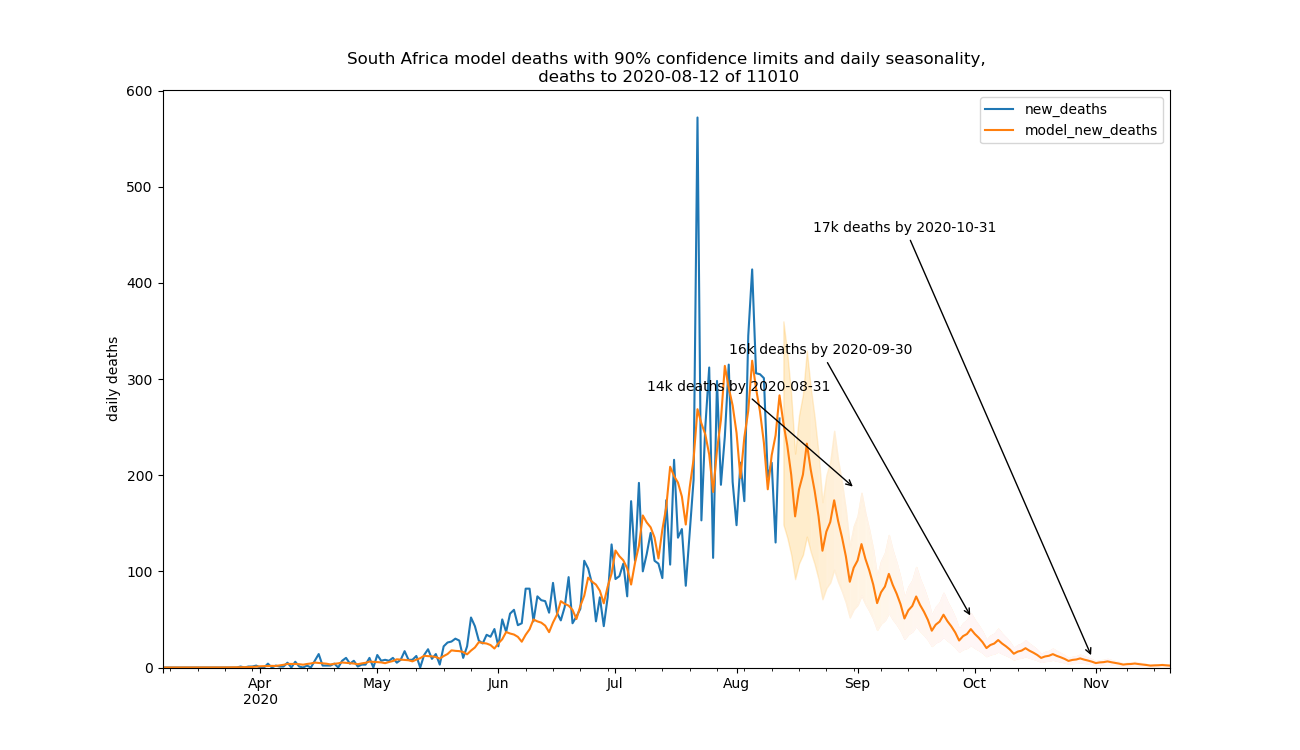 South Africa model deaths with 90% confidence limits and daily seasonality,
deaths to 2020-08-12 of 11010
600
new_deaths
model_new_deaths
500
17k deaths by 2020-10-31
400
daily deaths
16k deaths by 2020-09-30
300
14k deaths by 2020-08-31
200
100
0
Apr May Jun Jul Aug Sep Oct Nov
2020